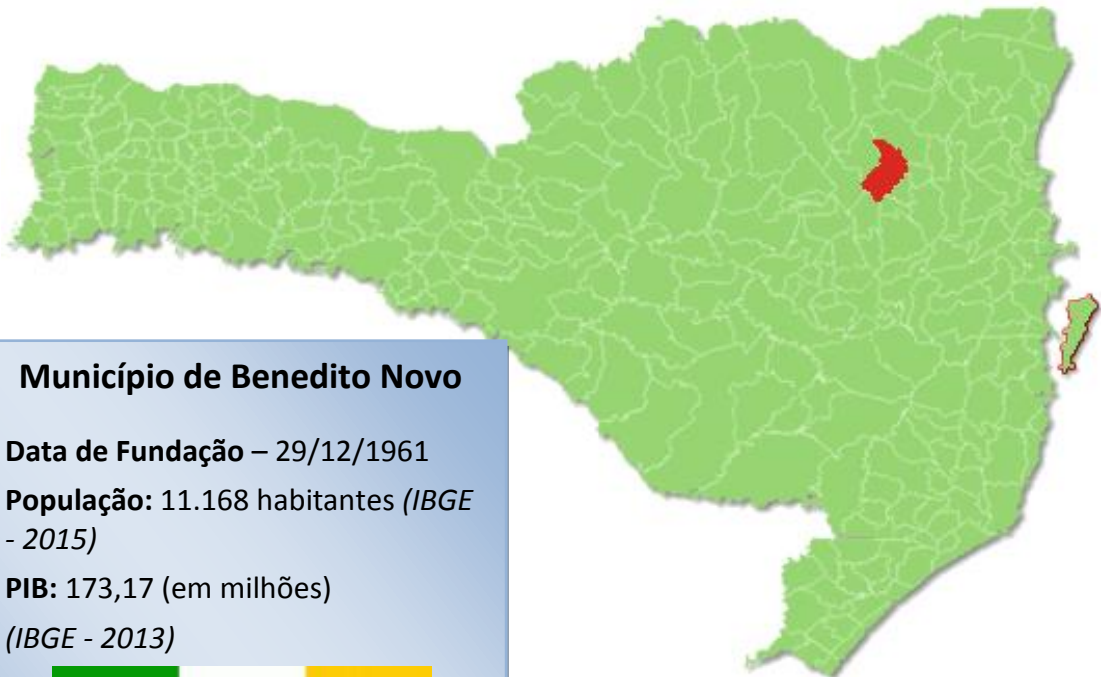 Município de Benedito Novo
Data de Fundação – 29/12/1961
População: 11.168 habitantes (IBGE
- 2015)
PIB: 173,17 (em milhões)
(IBGE - 2013)